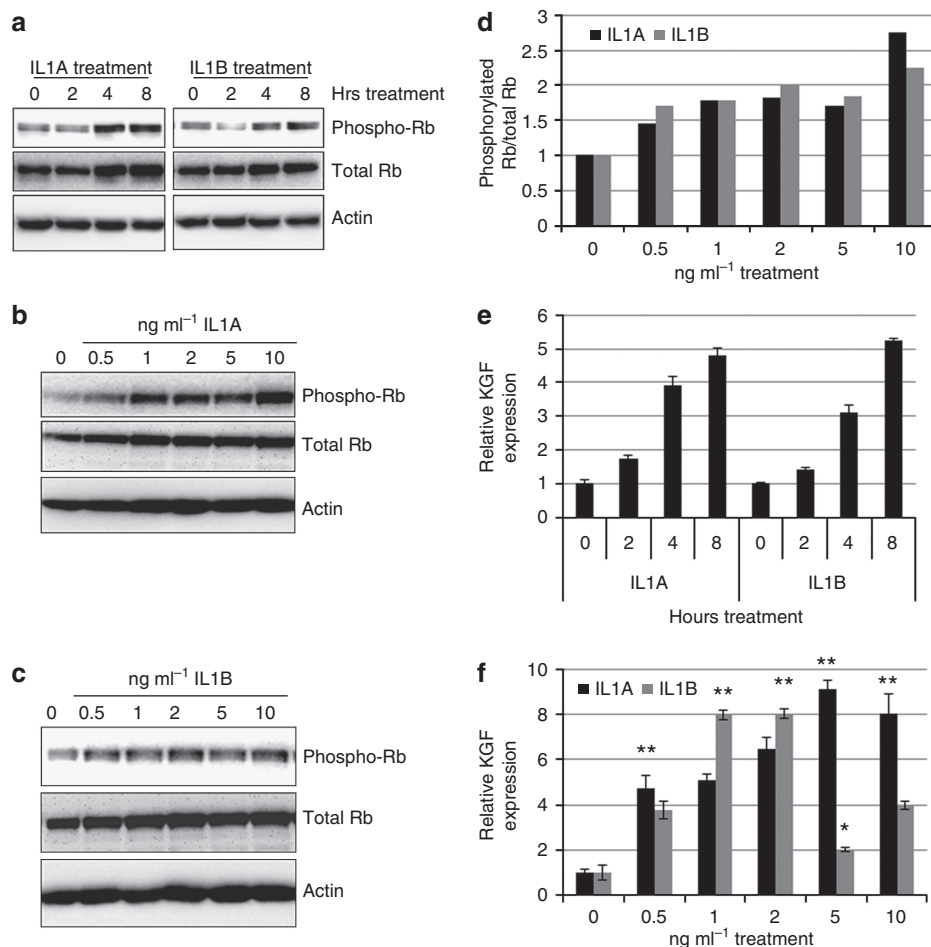 a
IL1A treatment IL1B treatment
0 2 4 8 0 2 4 8 Hrs treatment
Phospho-Rb
Total Rb
Actin
b
ng ml⁻¹ IL1A
0 0.5 1 2 5 10
Phospho-Rb
Total Rb
Actin
c
ng ml⁻¹ IL1B
0 0.5 1 2 5 10
Phospho-Rb
Total Rb
Actin
d
Phosphorylated
Rb/total Rb
3
2.5
2
1.5
1
0.5
0
IL1A IL1B
0 0.5 1 2 5 10
ng ml⁻¹ treatment
e
Relative KGF
expression
6
5
4
3
2
1
0
0 2 4 8 0 2 4 8
IL1A IL1B
Hours treatment
f
Relative KGF
expression
10
8
6
4
2
0
IL1A IL1B
** ** ** ** * **
0 0.5 1 2 5 10
ng ml⁻¹ treatment